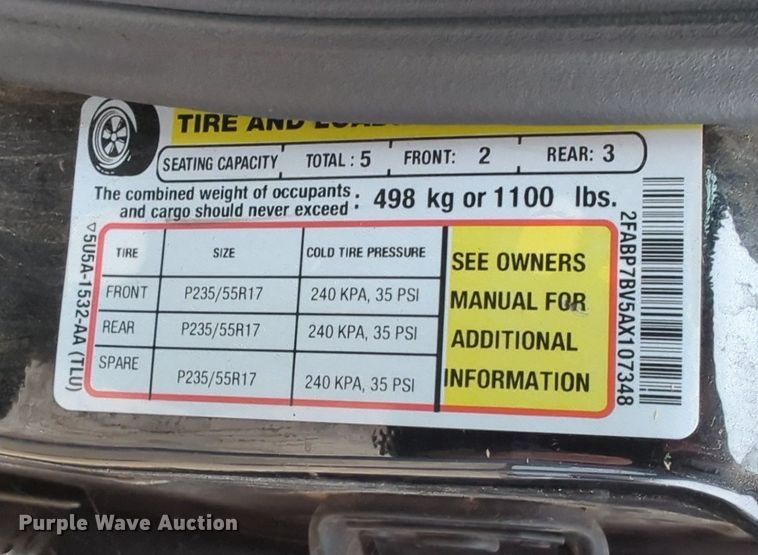 TIRE AND
SEATING CAPACITY TOTAL : 5 FRONT: 2 REAR: 3
The combined weight of occupants and cargo should never exceed : 498 kg or 1100 lbs.
TIRE SIZE COLD TIRE PRESSURE
FRONT P235/55R17 240 KPA, 35 PSI
REAR P235/55R17 240 KPA, 35 PSI
SPARE P235/55R17 240 KPA, 35 PSI
SEE OWNERS
MANUAL FOR
ADDITIONAL
INFORMATION
5U5A-1532-AA (TLU)
2FABP7BV5AX107348
Purple Wave Auction